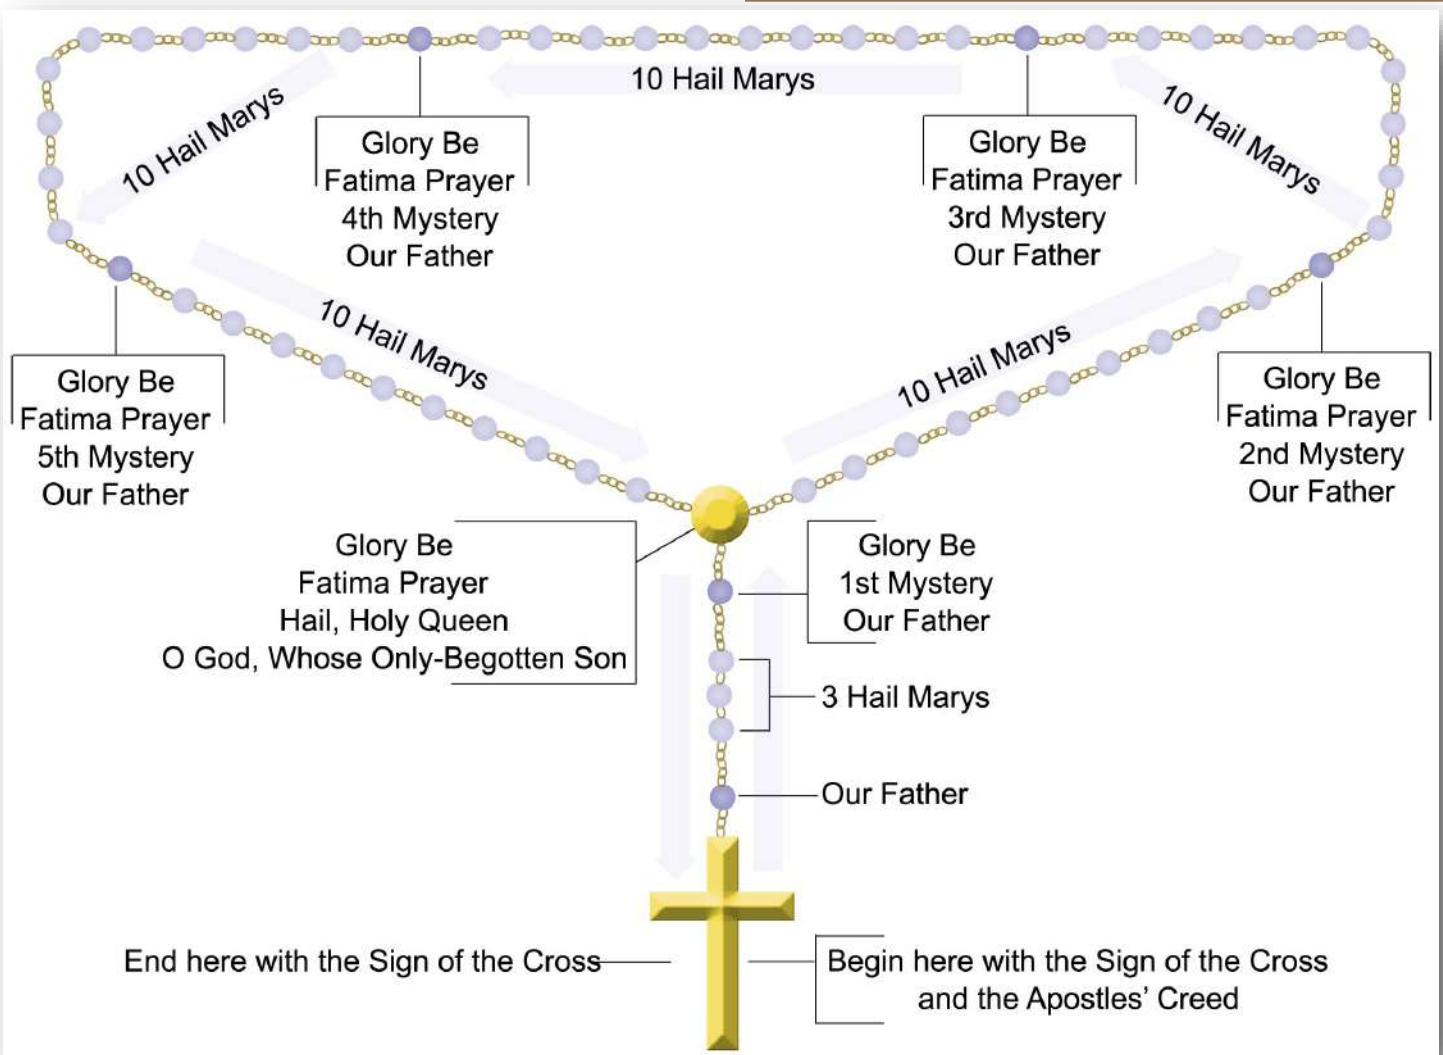 10 Hail Marys
10 Hail Marys
10 Hail Marys
Glory Be
Fatima Prayer
4th Mystery
Our Father
Glory Be
Fatima Prayer
3rd Mystery
Our Father
10 Hail Marys
10 Hail Marys
Glory Be
Fatima Prayer
5th Mystery
Our Father
Glory Be
Fatima Prayer
2nd Mystery
Our Father
Glory Be
Fatima Prayer
Hail, Holy Queen
O God, Whose Only-Begotten Son
Glory Be
1st Mystery
Our Father
3 Hail Marys
Our Father
End here with the Sign of the Cross
Begin here with the Sign of the Cross
and the Apostles’ Creed